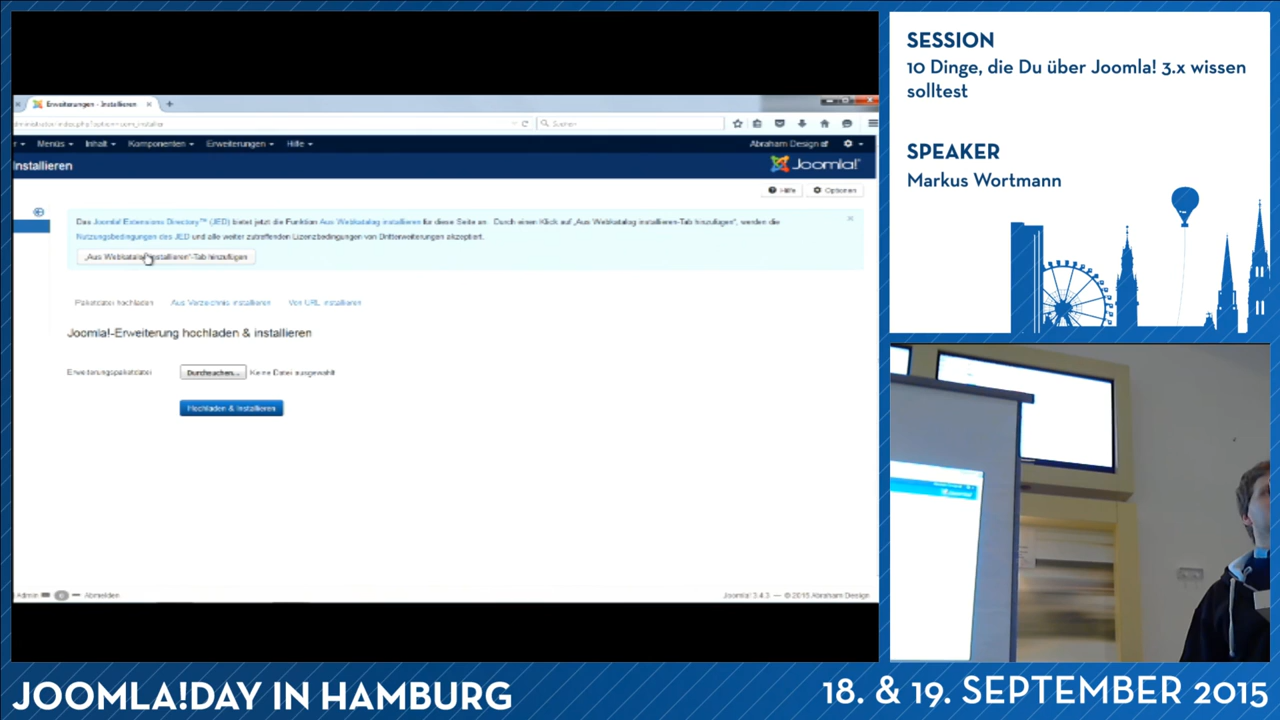 Erweiterungen - Installieren
Suchen
Menüs Inhalt Komponenten Erweiterungen Hilfe Abraham Design
Installieren
Joomla!
Hilfe Optionen
Das Joomla! Extensions Directory™ (JED) bietet jetzt die Funktion Aus Webkatalog installieren für diese Seite an. Durch einen Klick auf „Aus Webkatalog installieren-Tab hinzufügen“, werden die
Nutzungsbedingungen des JED und alle weiter zutreffenden Lizenzbedingungen von Dritterweiterungen akzeptiert.
„Aus Webkatalog installieren“-Tab hinzufügen
Paketdatei hochladen Aus Verzeichnis installieren Von URL installieren
Joomla!-Erweiterung hochladen & installieren
Erweiterungspaketdatei Durchsuchen... Keine Datei ausgewählt
Hochladen & Installieren
Admin Abmelden
Joomla! 3.4.3 — © 2015 Abraham Design
SESSION
10 Dinge, die Du über Joomla! 3.x wissen
solltest
SPEAKER
Markus Wortmann
JOOMLA!DAY IN HAMBURG
18. & 19. SEPTEMBER 2015